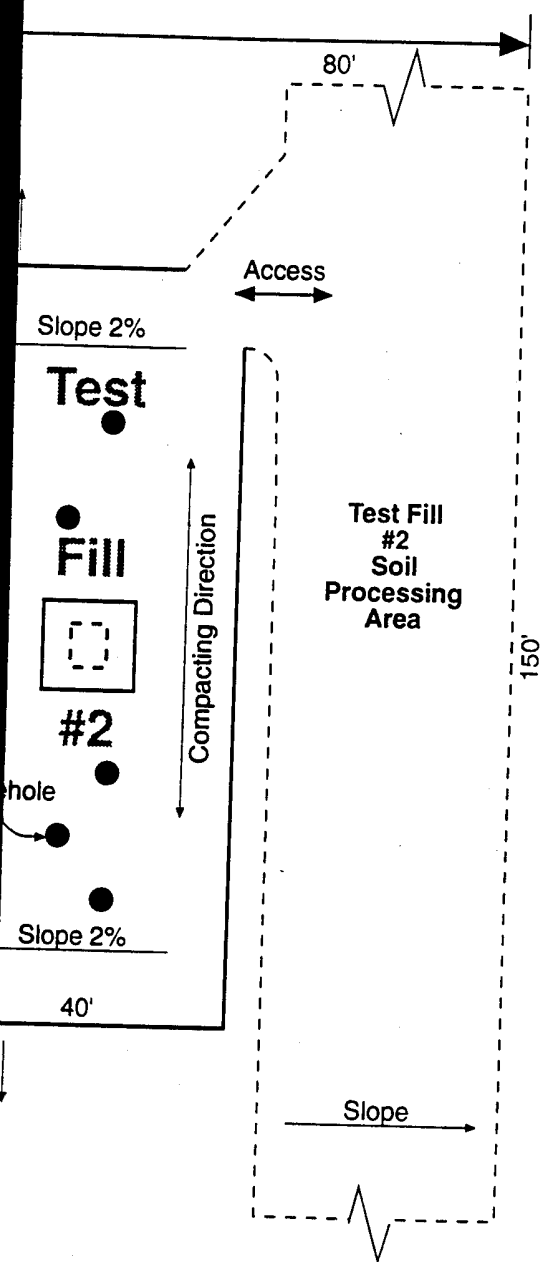 80'
Access
Slope 2%
Test
Fill
#2
Compacting Direction
Test Fill
#2
Soil
Processing
Area
150'
Slope 2%
40'
Slope